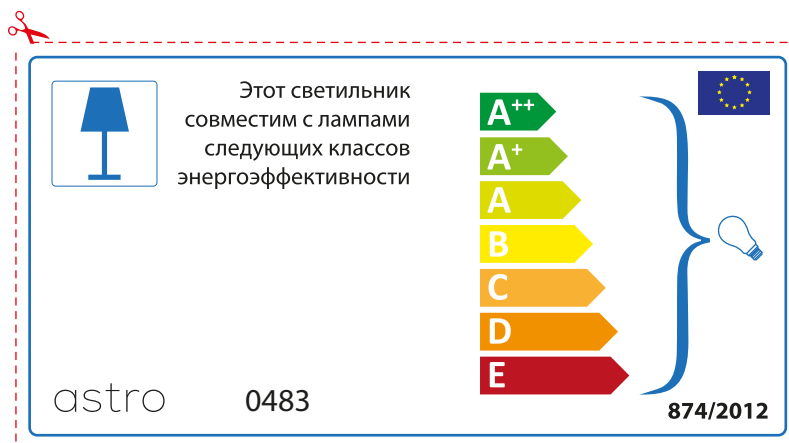 Этот светильник
совместим с лампами
следующих классов
энергоэффективности
A++
A+
A
B
C
D
E
astro
0483
874/2012